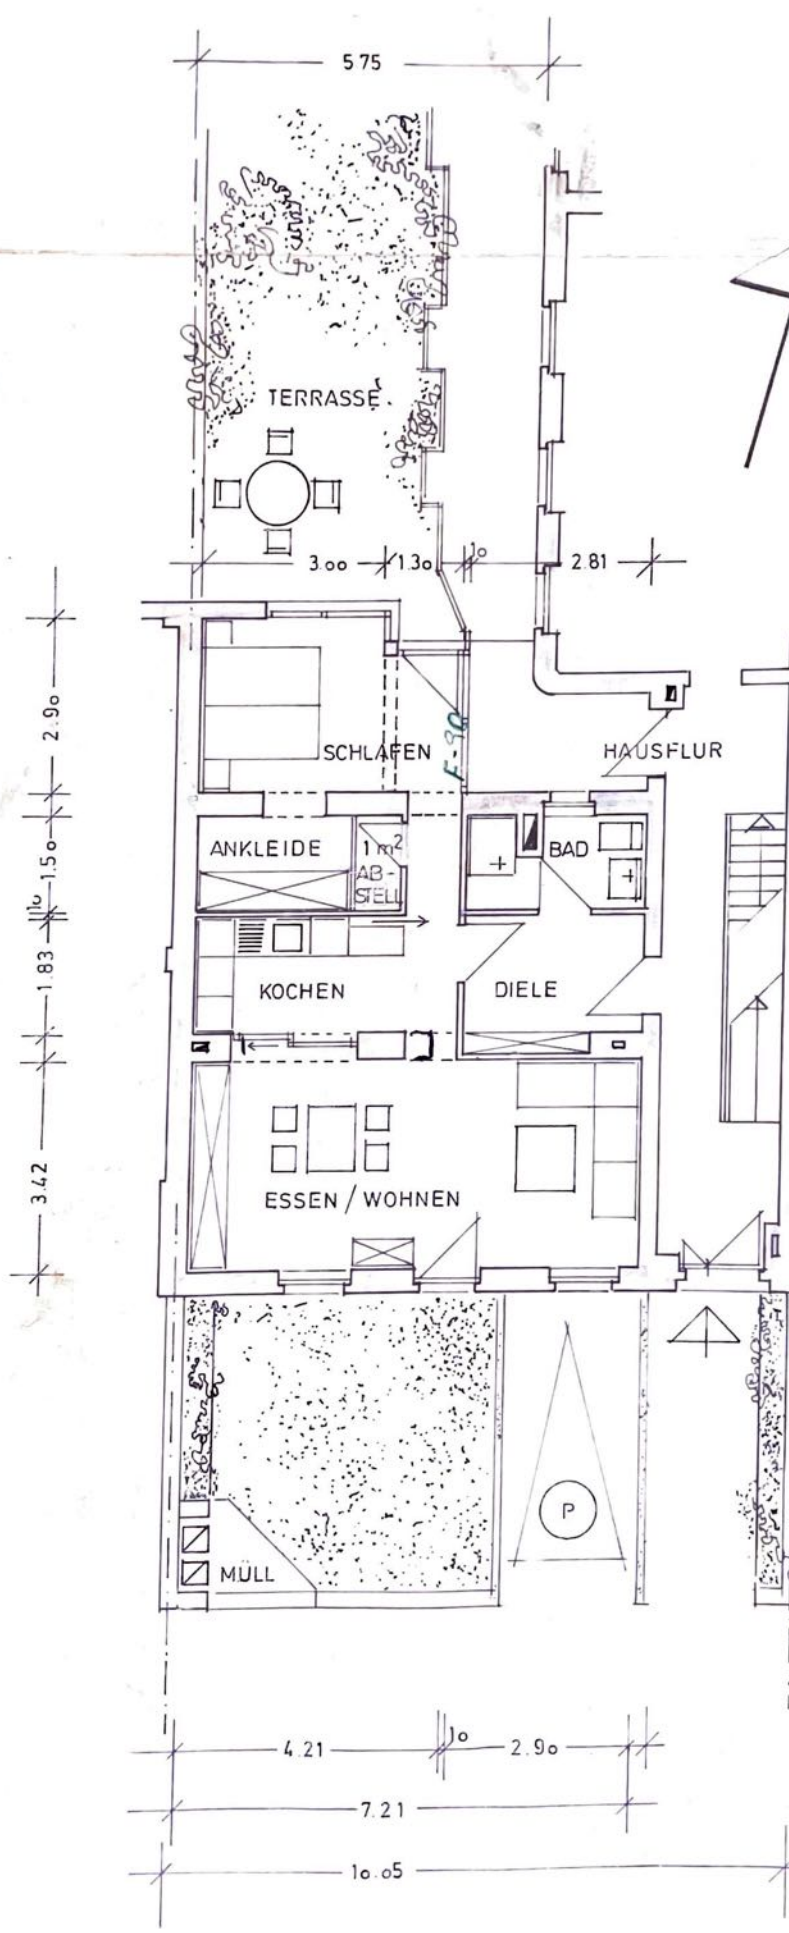 5.75
TERRASSE
3.00
1.30
10
2.81
2.90
SCHLAFEN
F-90
HAUSFLUR
1.50
ANKLEIDE
1 m²
AB-
STELL
BAD
10
1.83
KOCHEN
DIELE
3.42
ESSEN / WOHNEN
P
MÜLL
4.21
10
2.90
7.21
10.05